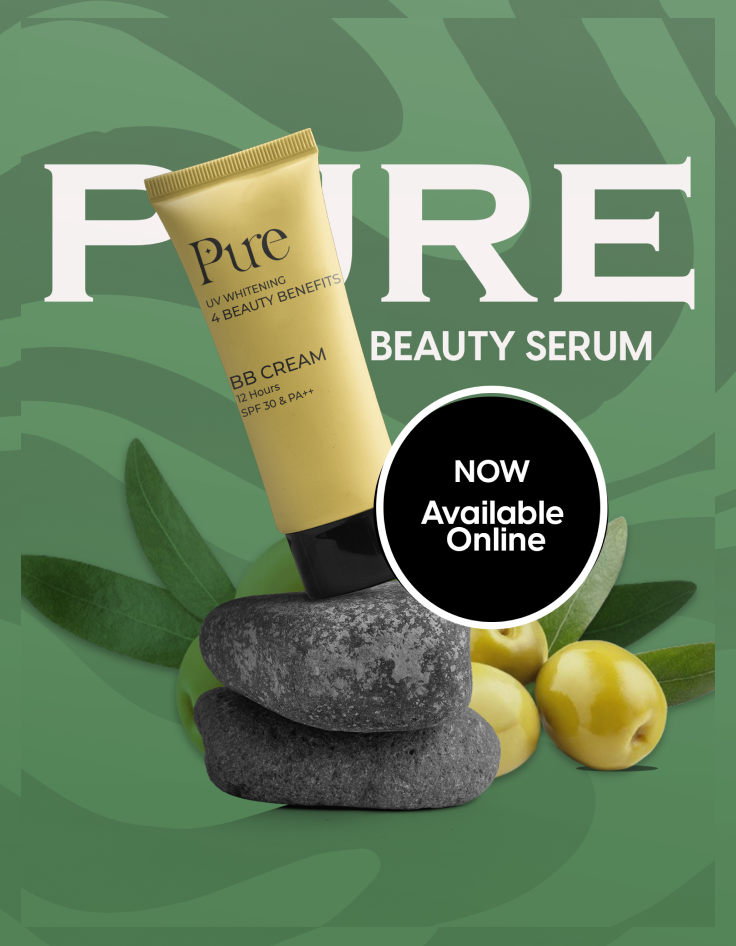 PURE
Pure
UV WHITENING
4 BEAUTY BENEFITS
BB CREAM
12 Hours
SPF 30 & PA++
BEAUTY SERUM
NOW
Available
Online